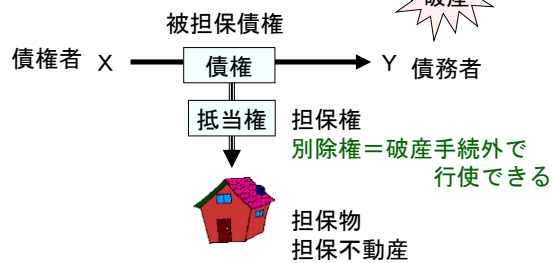 破産
被担保債権
債権者 X 債権 Y 債務者
抵当権 担保権
別除権＝破産手続外で
行使できる
担保物
担保不動産